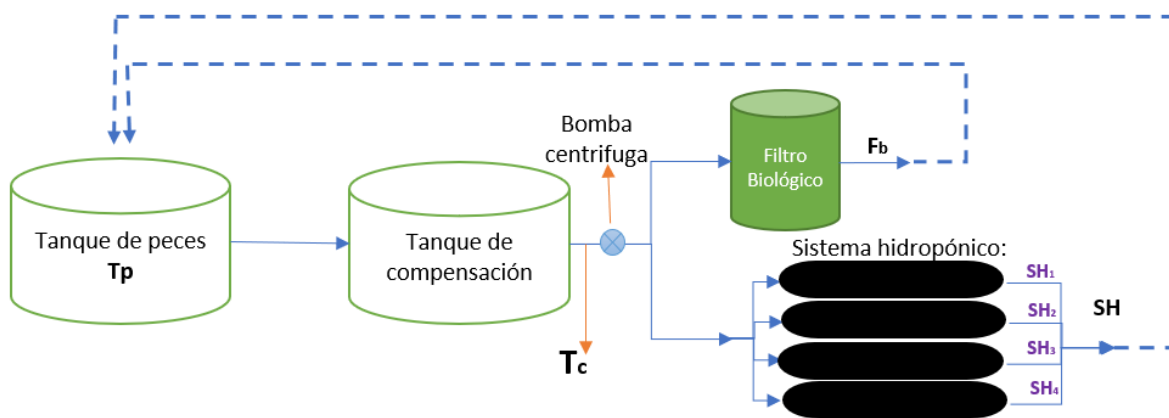 Bomba
centrifuga
Filtro
Biológico
Fb
Tanque de peces
Tp
Tanque de
compensación
Tc
Sistema hidropónico:
SH1
SH2
SH3
SH4
SH